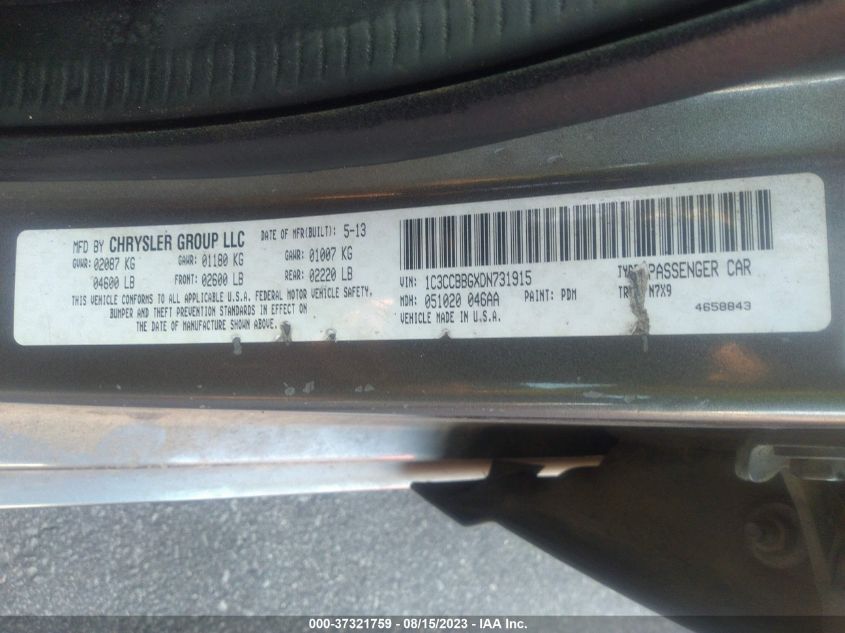 MFD BY CHRYSLER GROUP LLC DATE OF MFR(BUILT): 5-13
GVWR: 02087 KG GAWR: 01180 KG GAWR: 01007 KG
04600 LB FRONT: 02600 LB REAR: 02220 LB
THIS VEHICLE CONFORMS TO ALL APPLICABLE U.S.A. FEDERAL MOTOR VEHICLE SAFETY,
BUMPER AND THEFT PREVENTION STANDARDS IN EFFECT ON
THE DATE OF MANUFACTURE SHOWN ABOVE.
VIN: 1C3CCBBGXDN731915 TYPE: PASSENGER CAR
MDH: 051020 046AA PAINT: PDM N7X9
VEHICLE MADE IN U.S.A. 4658843
000-37321759 - 08/15/2023 - IAA Inc.